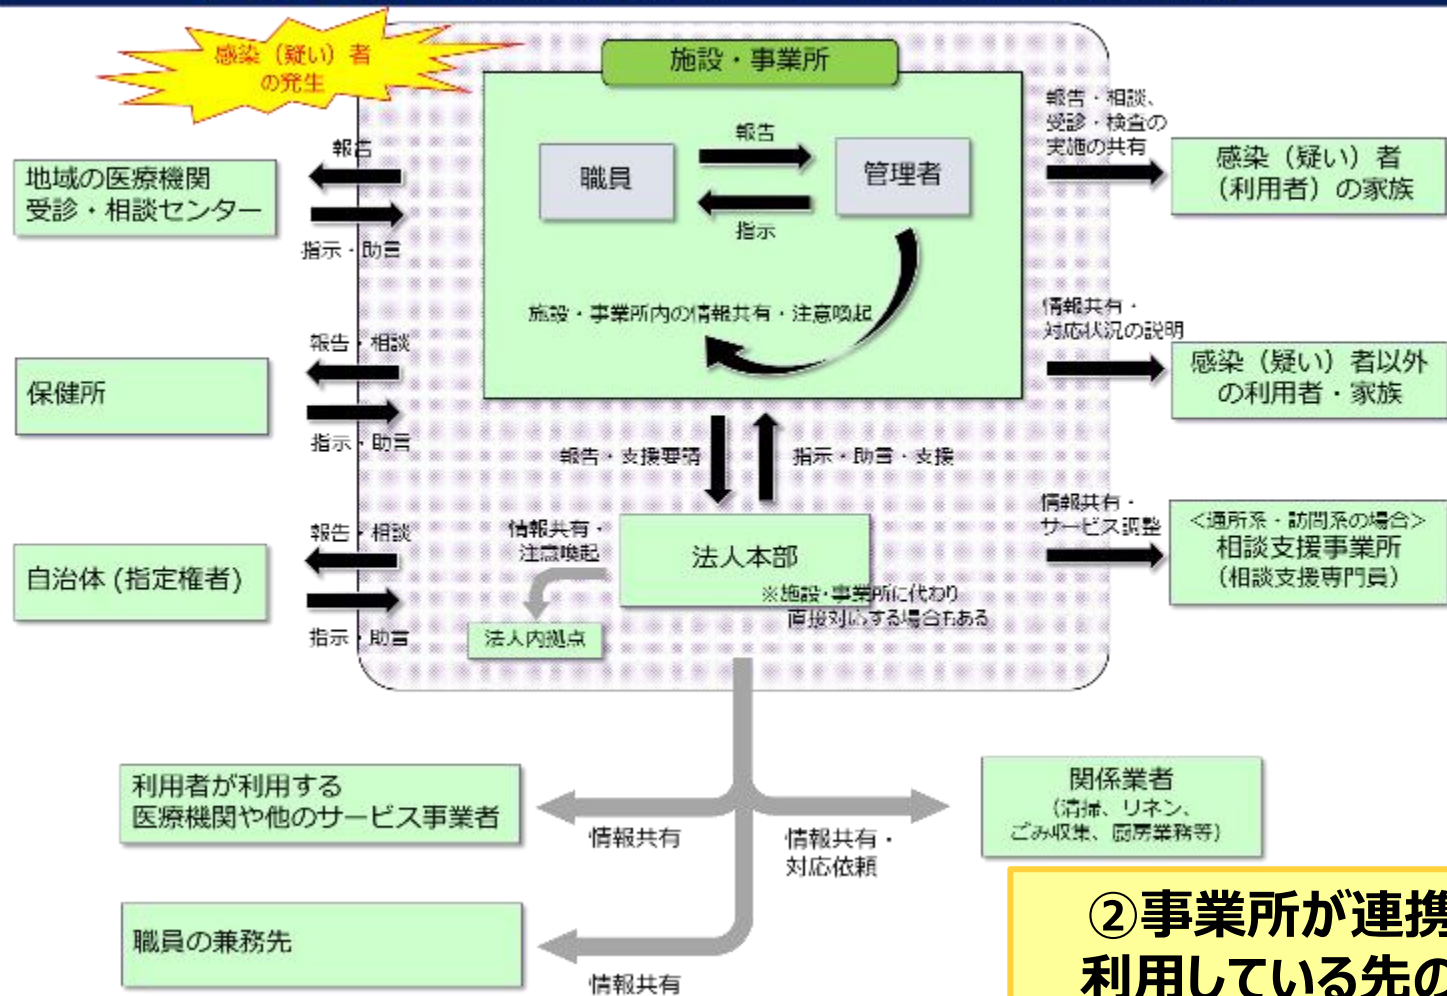 感染（疑い）者
の発生
施設・事業所
職員
報告
指示
管理者
施設・事業所内の情報共有・注意喚起
報告
地域の医療機関
受診・相談センター
指示・助言
報告・相談
保健所
指示・助言
報告・相談
自治体 (指定権者)
指示・助言
報告・相談、
受診・検査の
実施の共有
感染（疑い）者
（利用者）の家族
情報共有・
対応状況の説明
感染（疑い）者以外
の利用者・家族
情報共有・
サービス調整
＜通所系・訪問系の場合＞
相談支援事業所
（相談支援専門員）
報告・支援要請
指示・助言・支援
情報共有・
注意喚起
法人本部
※施設・事業所に代わり
直接対応する場合もある
法人内拠点
利用者が利用する
医療機関や他のサービス事業者
情報共有
情報共有・
対応依頼
関係業者
（清掃、リネン、
ごみ収集、厨房業務等）
職員の兼務先
情報共有
②事業所が連携
利用している先の